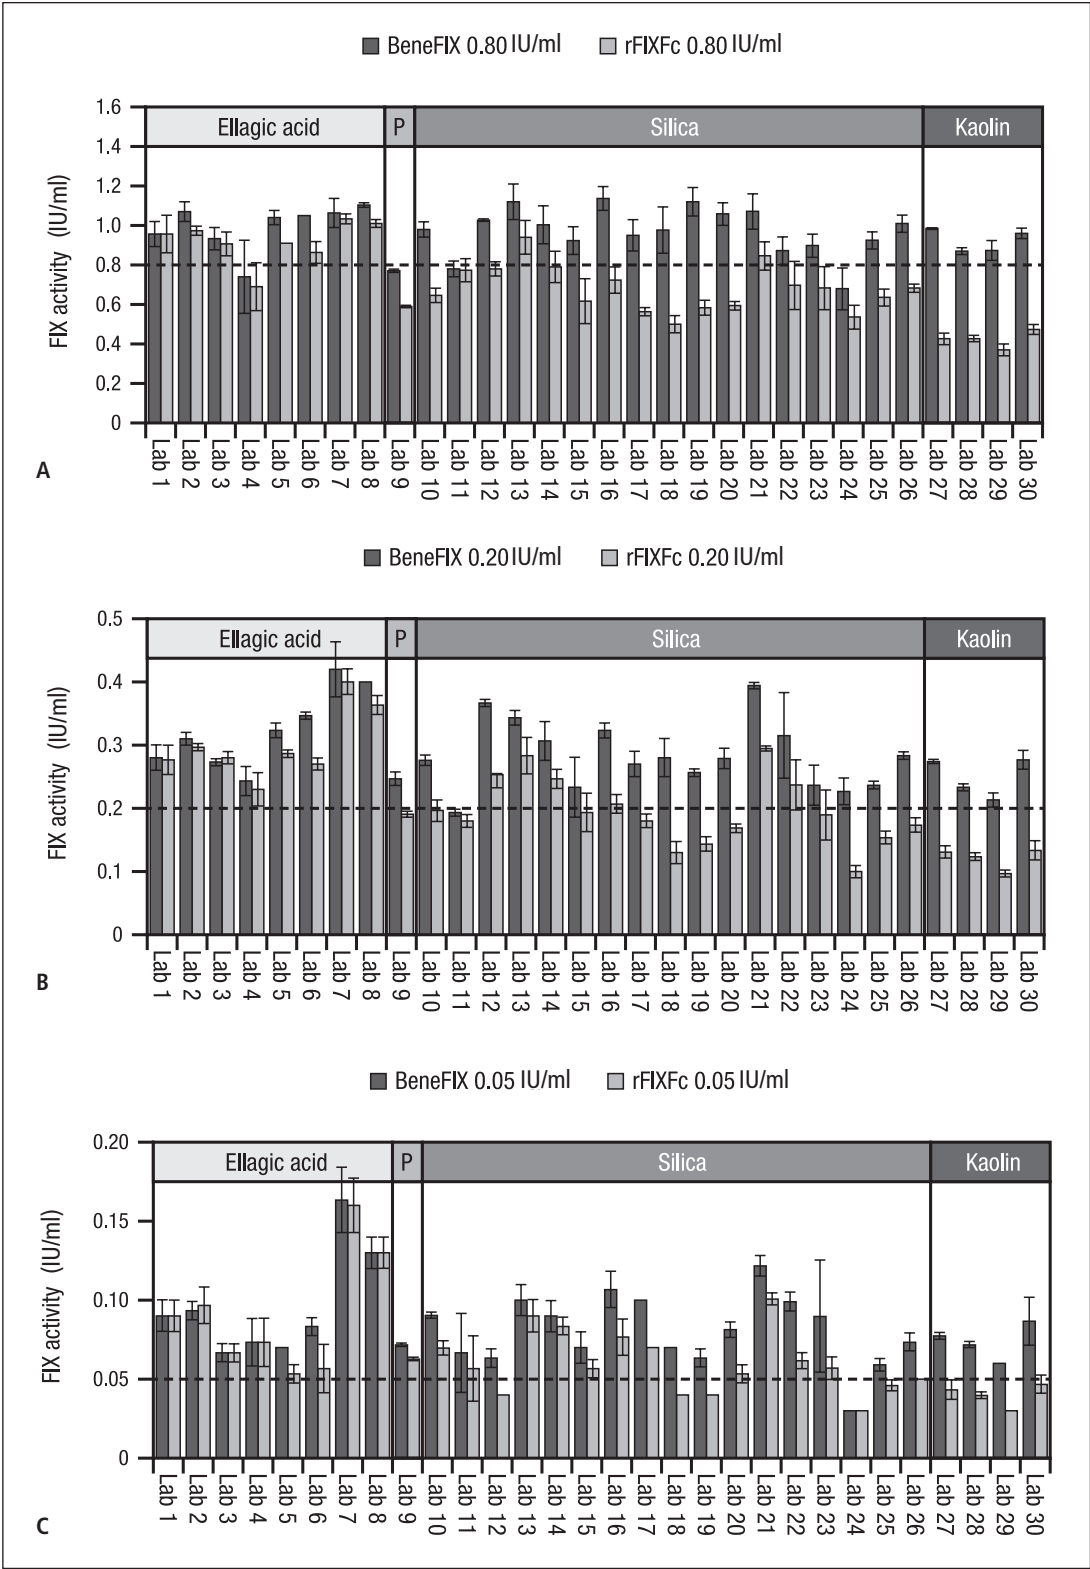 BeneFIX 0.80 IU/ml rFIXFc 0.80 IU/ml
1.6
1.4
1.2
1.0
0.8
0.6
0.4
0.2
0
FIX activity (IU/ml)
Ellagic acid P Silica Kaolin
Lab 1 Lab 2 Lab 3 Lab 4 Lab 5 Lab 6 Lab 7 Lab 8 Lab 9 Lab 10 Lab 11 Lab 12 Lab 13 Lab 14 Lab 15 Lab 16 Lab 17 Lab 18 Lab 19 Lab 20 Lab 21 Lab 22 Lab 23 Lab 24 Lab 25 Lab 26 Lab 27 Lab 28 Lab 29 Lab 30
A
BeneFIX 0.20 IU/ml rFIXFc 0.20 IU/ml
0.5
0.4
0.3
0.2
0.1
0
FIX activity (IU/ml)
Ellagic acid P Silica Kaolin
Lab 1 Lab 2 Lab 3 Lab 4 Lab 5 Lab 6 Lab 7 Lab 8 Lab 9 Lab 10 Lab 11 Lab 12 Lab 13 Lab 14 Lab 15 Lab 16 Lab 17 Lab 18 Lab 19 Lab 20 Lab 21 Lab 22 Lab 23 Lab 24 Lab 25 Lab 26 Lab 27 Lab 28 Lab 29 Lab 30
B
BeneFIX 0.05 IU/ml rFIXFc 0.05 IU/ml
0.20
0.15
0.10
0.05
0
FIX activity (IU/ml)
Ellagic acid P Silica Kaolin
Lab 1 Lab 2 Lab 3 Lab 4 Lab 5 Lab 6 Lab 7 Lab 8 Lab 9 Lab 10 Lab 11 Lab 12 Lab 13 Lab 14 Lab 15 Lab 16 Lab 17 Lab 18 Lab 19 Lab 20 Lab 21 Lab 22 Lab 23 Lab 24 Lab 25 Lab 26 Lab 27 Lab 28 Lab 29 Lab 30
C